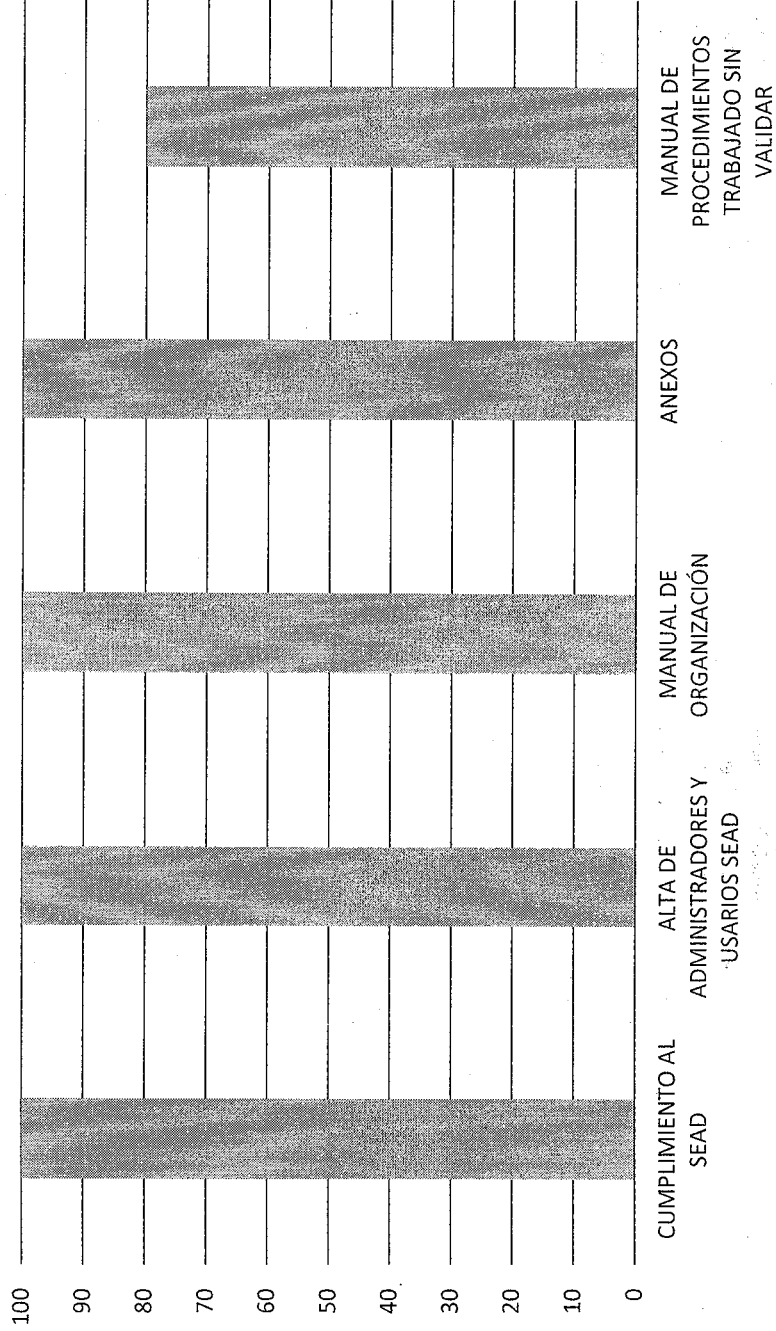 100
90
80
70
60
50
40
30
20
10
0
CUMPLIMIENTO AL
SEAD
ALTA DE
ADMINISTRADORES Y
USARIOS SEAD
MANUAL DE
ORGANIZACIÓN
ANEXOS
MANUAL DE
PROCEDIMIENTOS
TRABAJADO SIN
VALIDAR